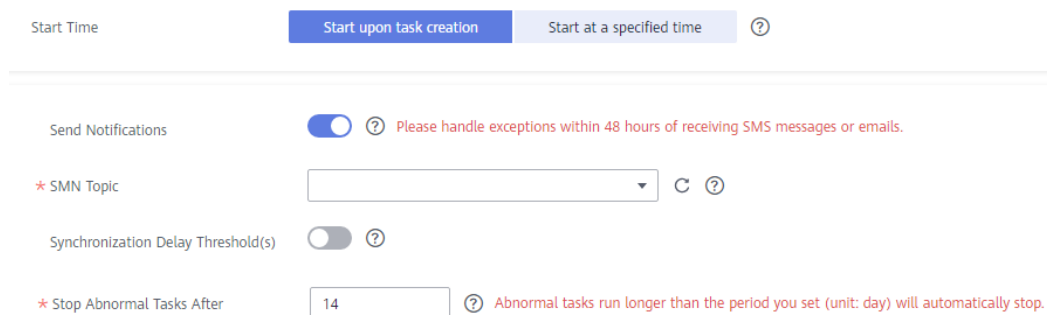 Start Time Start upon task creation Start at a specified time ?
Send Notifications ? Please handle exceptions within 48 hours of receiving SMS messages or emails.
* SMN Topic ?
Synchronization Delay Threshold(s) ?
* Stop Abnormal Tasks After 14 ? Abnormal tasks run longer than the period you set (unit: day) will automatically stop.